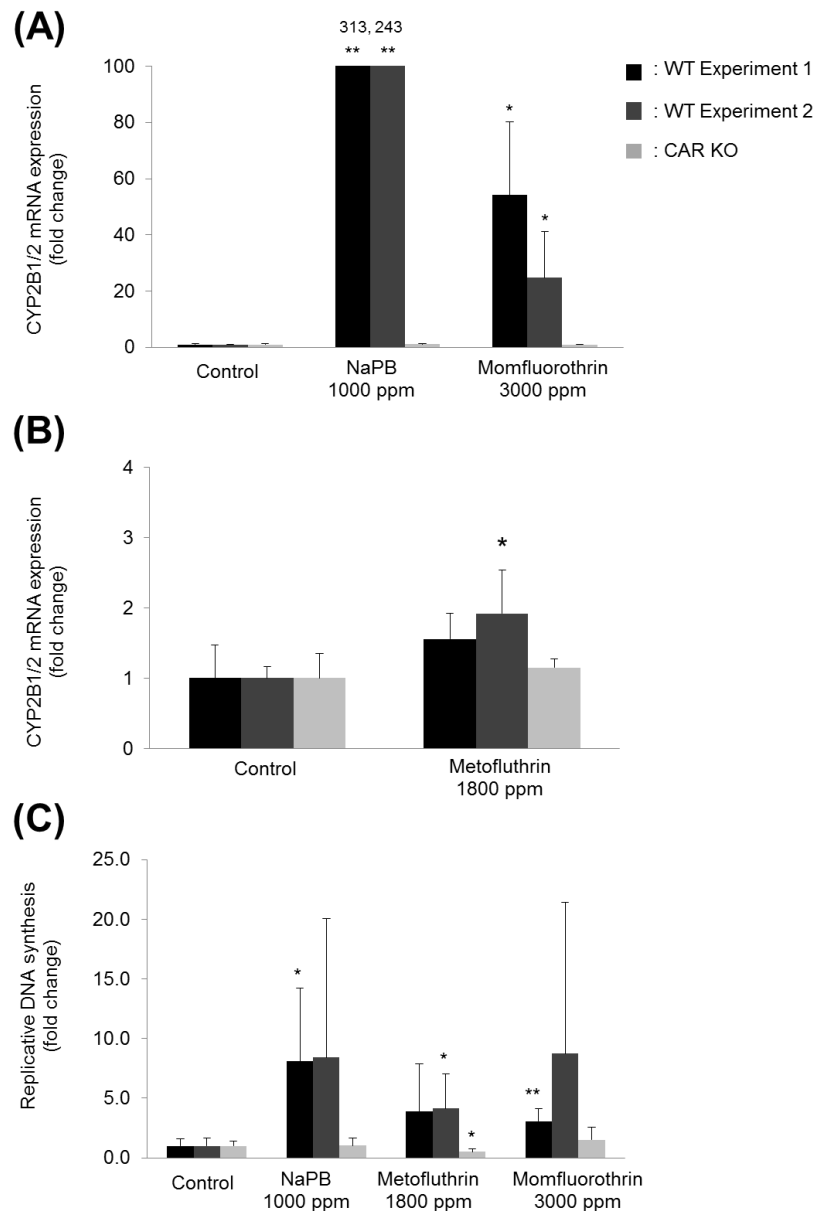 (A)
313, 243
** **
100
80
60
40
20
0
CYP2B1/2 mRNA expression
(fold change)
*
*
Control
NaPB
1000 ppm
Momfluorothrin
3000 ppm
: WT Experiment 1
: WT Experiment 2
: CAR KO
(B)
4
3
2
1
0
CYP2B1/2 mRNA expression
(fold change)
*
Control
Metofluthrin
1800 ppm
(C)
25.0
20.0
15.0
10.0
5.0
0.0
Replicative DNA synthesis
(fold change)
*
*
*
**
Control
NaPB
1000 ppm
Metofluthrin
1800 ppm
Momfluorothrin
3000 ppm